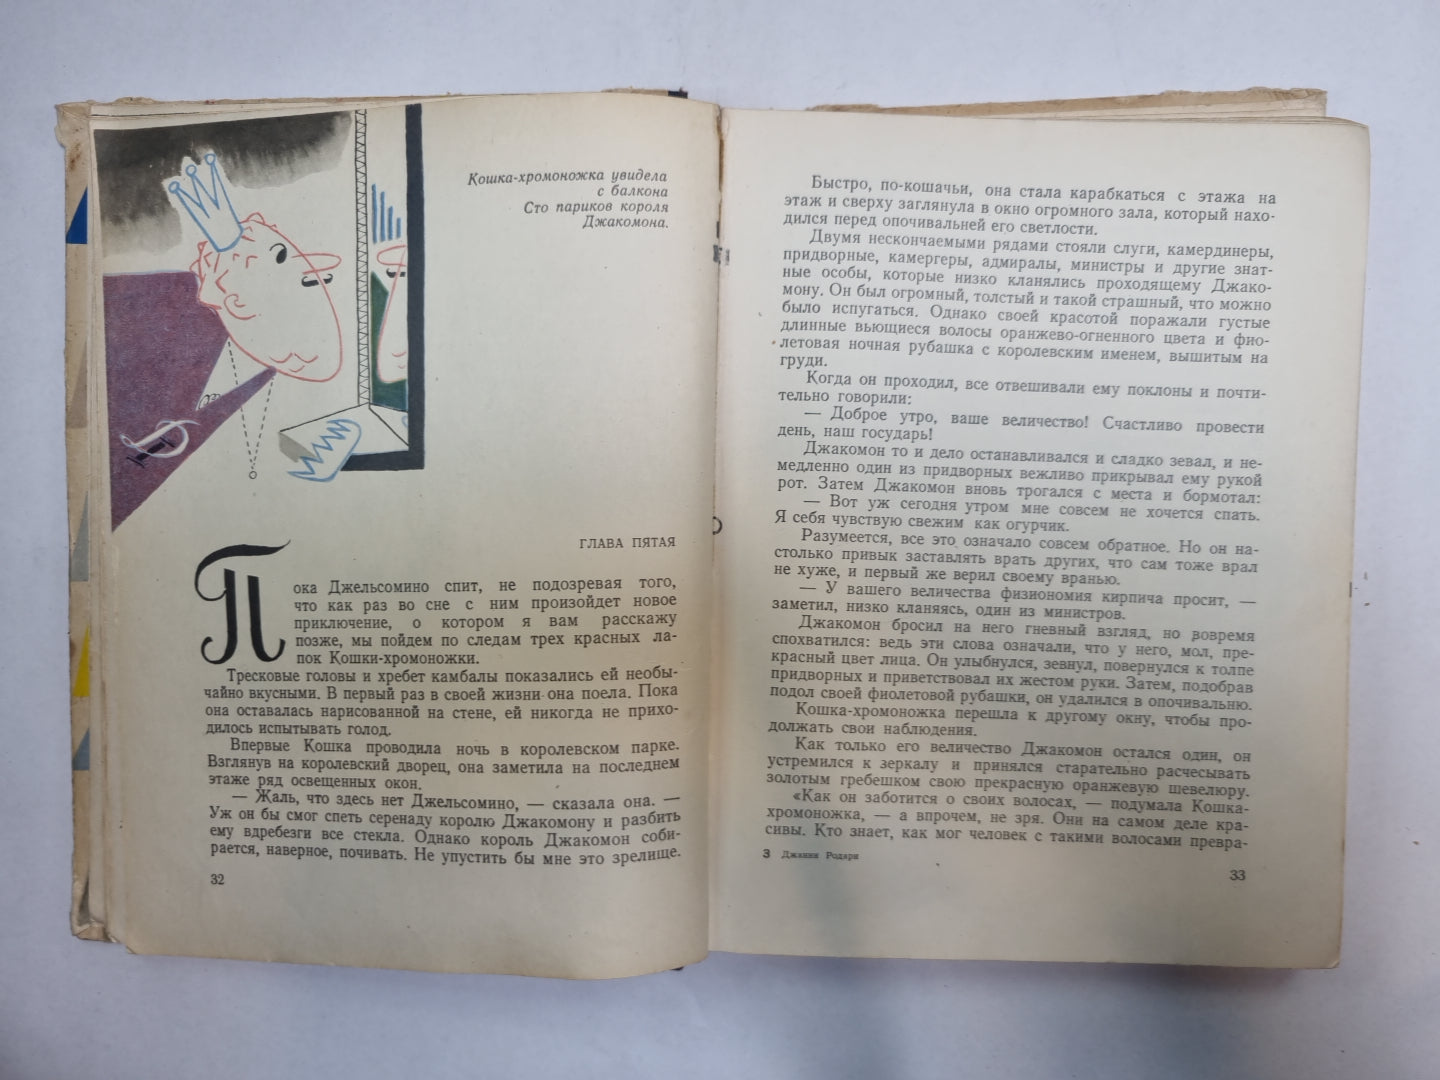 Кошка-хромоножка увидела
с балкона
Сто париков короля
Джакомона.
ГЛАВА ПЯТАЯ
Пока Джельсомино спит, не подозревая того,
что как раз во сне с ним произойдет новое
приключение, о котором я вам расскажу
позже, мы пойдем по следам трех красных ла-
пок Кошки-хромоножки.
Тресковые головы и хребет камбалы показались ей необы-
чайно вкусными. В первый раз в своей жизни она поела. Пока
она оставалась нарисованной на стене, ей никогда не прихо-
дилось испытывать голод.
Впервые Кошка проводила ночь в королевском парке.
Взглянув на королевский дворец, она заметила на последнем
этаже ряд освещенных окон.
— Жаль, что здесь нет Джельсомино, — сказала она. —
Уж он бы смог спеть серенаду королю Джакомону и разбить
ему вдребезги все стекла. Однако король Джакомон соби-
рается, наверное, почивать. Не упустить бы мне это зрелище.
32
Быстро, по-кошачьи, она стала карабкаться с этажа на
этаж и сверху заглянула в окно огромного зала, который нахо-
дился перед опочивальней его светлости.
Двумя нескончаемыми рядами стояли слуги, камердинеры,
придворные, камергеры, адмиралы, министры и другие знат-
ные особы, которые низко кланялись проходящему Джако-
мону. Он был огромный, толстый и такой страшный, что можно
было испугаться. Однако своей красотой поражали густые
длинные вьющиеся волосы оранжево-огненного цвета и фио-
летовая ночная рубашка с королевским именем, вышитым на
груди.
Когда он проходил, все отвешивали ему поклоны и почти-
тельно говорили:
— Доброе утро, ваше величество! Счастливо провести
день, наш государь!
Джакомон то и дело останавливался и сладко зевал, и не-
медленно один из придворных вежливо прикрывал ему рукой
рот. Затем Джакомон вновь трогался с места и бормотал:
— Вот уж сегодня утром мне совсем не хочется спать.
Я себя чувствую свежим как огурчик.
Разумеется, все это означало совсем обратное. Но он на-
столько привык заставлять врать других, что сам тоже врал
не хуже, и первый же верил своему вранью.
— У вашего величества физиономия кирпича просит, —
заметил, низко кланяясь, один из министров.
Джакомон бросил на него гневный взгляд, но вовремя
спохватился: ведь эти слова означали, что у него, мол, пре-
красный цвет лица. Он улыбнулся, зевнул, повернулся к толпе
придворных и приветствовал их жестом руки. Затем, подобрав
подол своей фиолетовой рубашки, он удалился в опочивальню.
Кошка-хромоножка перешла к другому окну, чтобы про-
должать свои наблюдения.
Как только его величество Джакомон остался один, он
устремился к зеркалу и принялся старательно расчесывать
золотым гребешком свою прекрасную оранжевую шевелюру.
«Как он заботится о своих волосах, — подумала Кошка-
хромоножка, — а впрочем, не зря. Они на самом деле кра-
сивы. Кто знает, как мог человек с такими волосами превра-
3 Джанни Родари
33